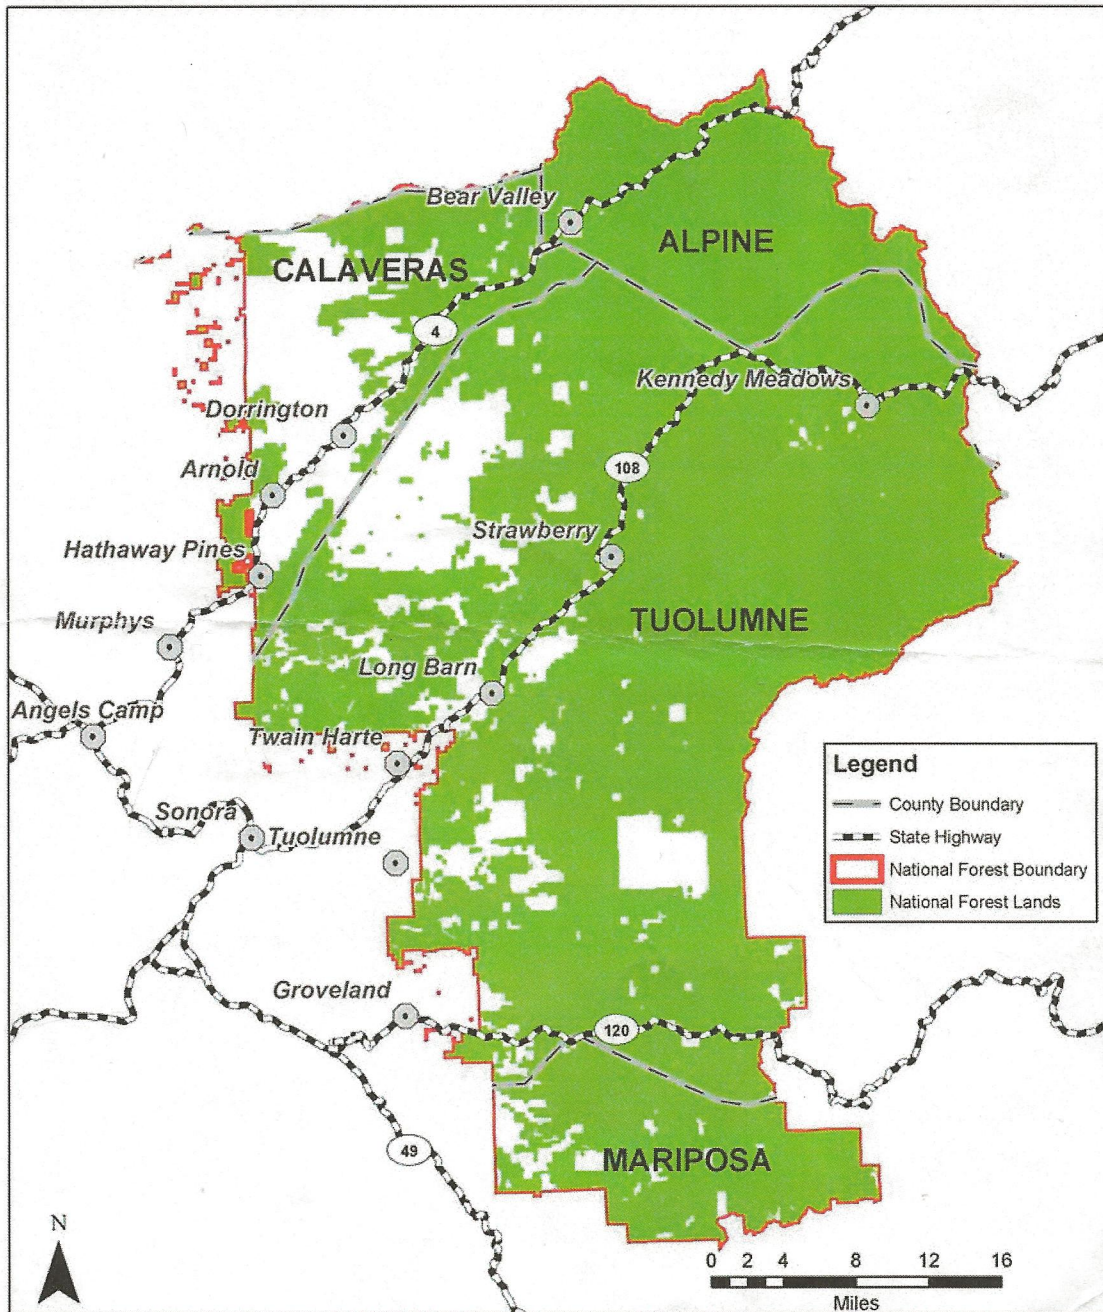 Bear Valley
ALPINE
CALAVERAS
4
Kennedy Meadows
Dorrington
Arnold
108
Strawberry
Hathaway Pines
Murphys
TUOLUMNE
Long Barn
Angels Camp
Twain Harte
Sonora
Tuolumne
Legend
County Boundary
State Highway
National Forest Boundary
National Forest Lands
Groveland
120
49
MARIPOSA
N
0 2 4 8 12 16
Miles